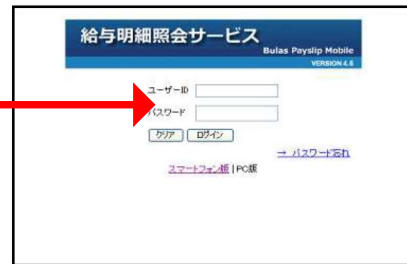 給与明細照会サービス
Bulas Payslip Mobile
VERSION 4.5
ユーザーID
パスワード
クリア ログイン
→ パスワード忘れ
スマートフォン版 | PC版